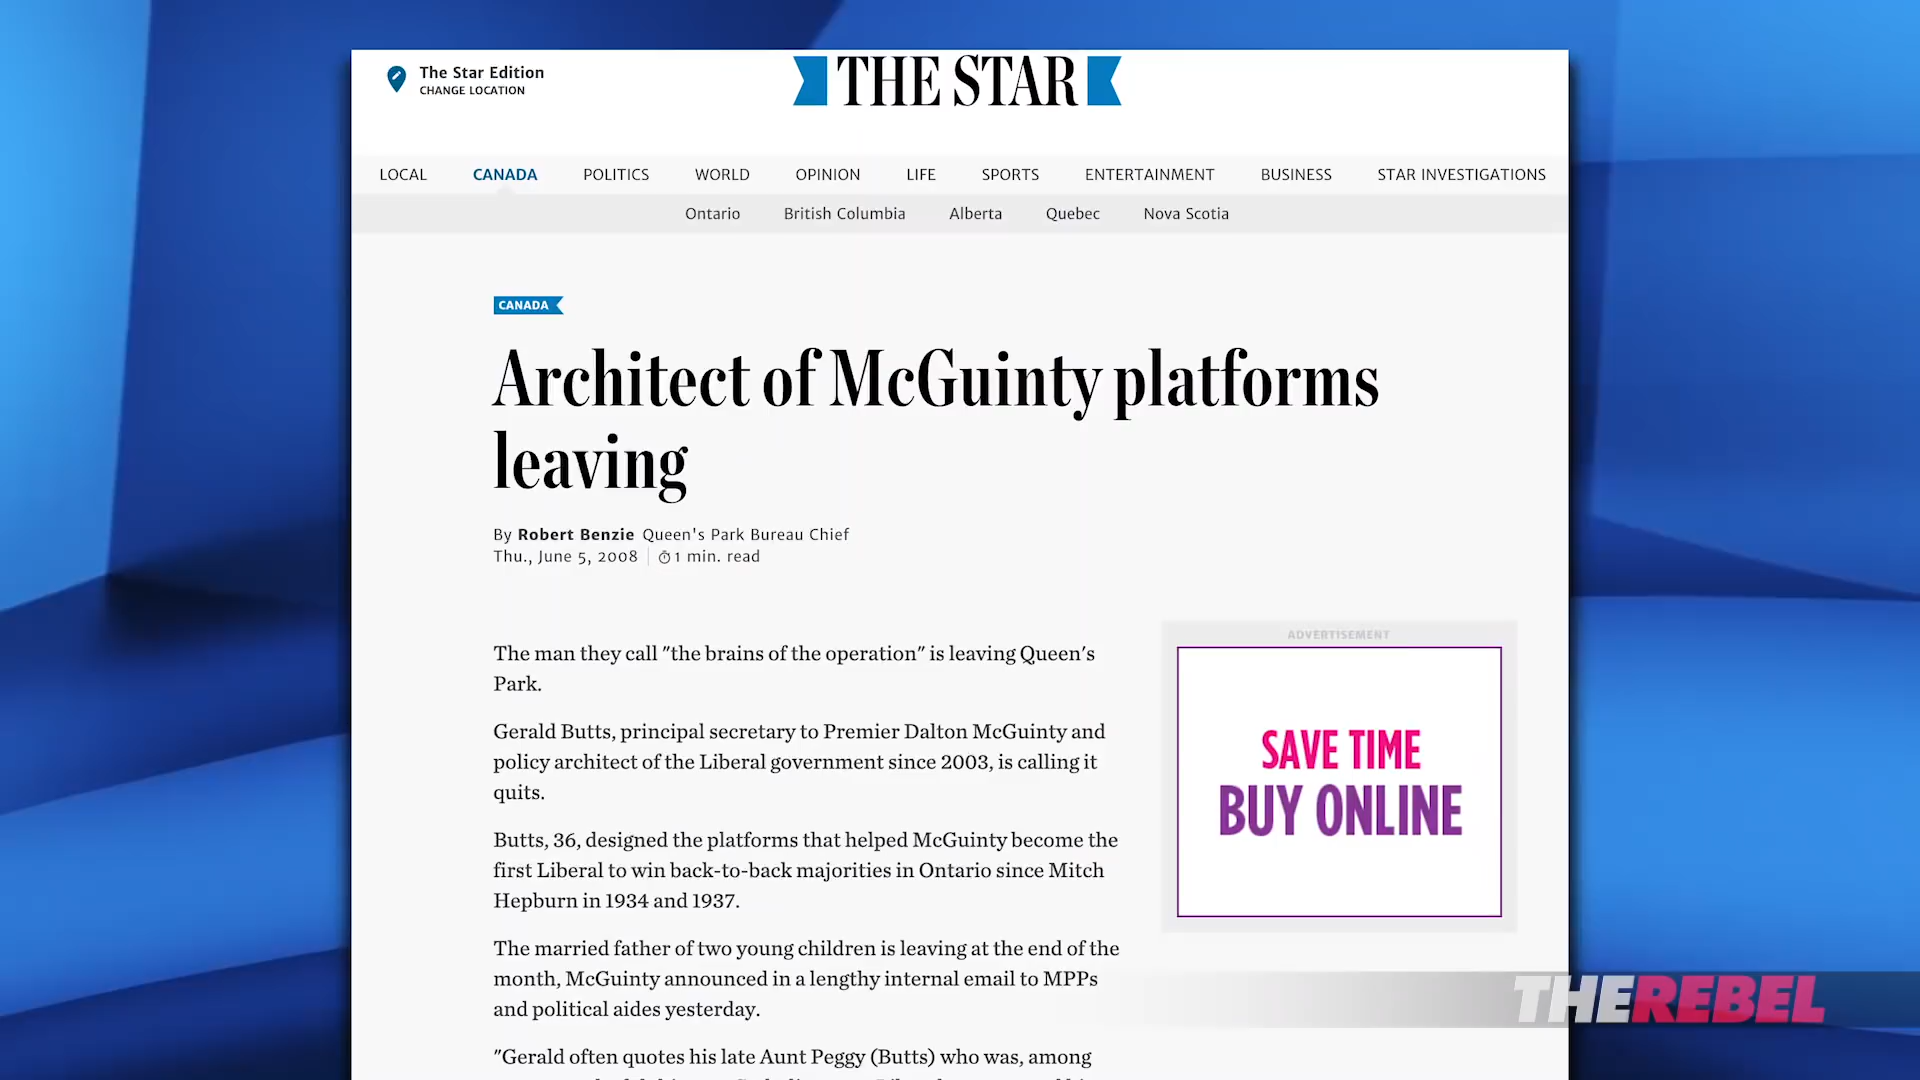 The Star Edition
CHANGE LOCATION
THE STAR
LOCAL CANADA POLITICS WORLD OPINION LIFE SPORTS ENTERTAINMENT BUSINESS STAR INVESTIGATIONS
Ontario British Columbia Alberta Quebec Nova Scotia
CANADA
Architect of McGuinty platforms
leaving
By Robert Benzie Queen's Park Bureau Chief
Thu., June 5, 2008 1 min. read
The man they call "the brains of the operation" is leaving Queen's
Park.
Gerald Butts, principal secretary to Premier Dalton McGuinty and
policy architect of the Liberal government since 2003, is calling it
quits.
Butts, 36, designed the platforms that helped McGuinty become the
first Liberal to win back-to-back majorities in Ontario since Mitch
Hepburn in 1934 and 1937.
The married father of two young children is leaving at the end of the
month, McGuinty announced in a lengthy internal email to MPPs
and political aides yesterday.
"Gerald often quotes his late Aunt Peggy (Butts) who was, among
ADVERTISEMENT
SAVE TIME
BUY ONLINE
THEREBEL